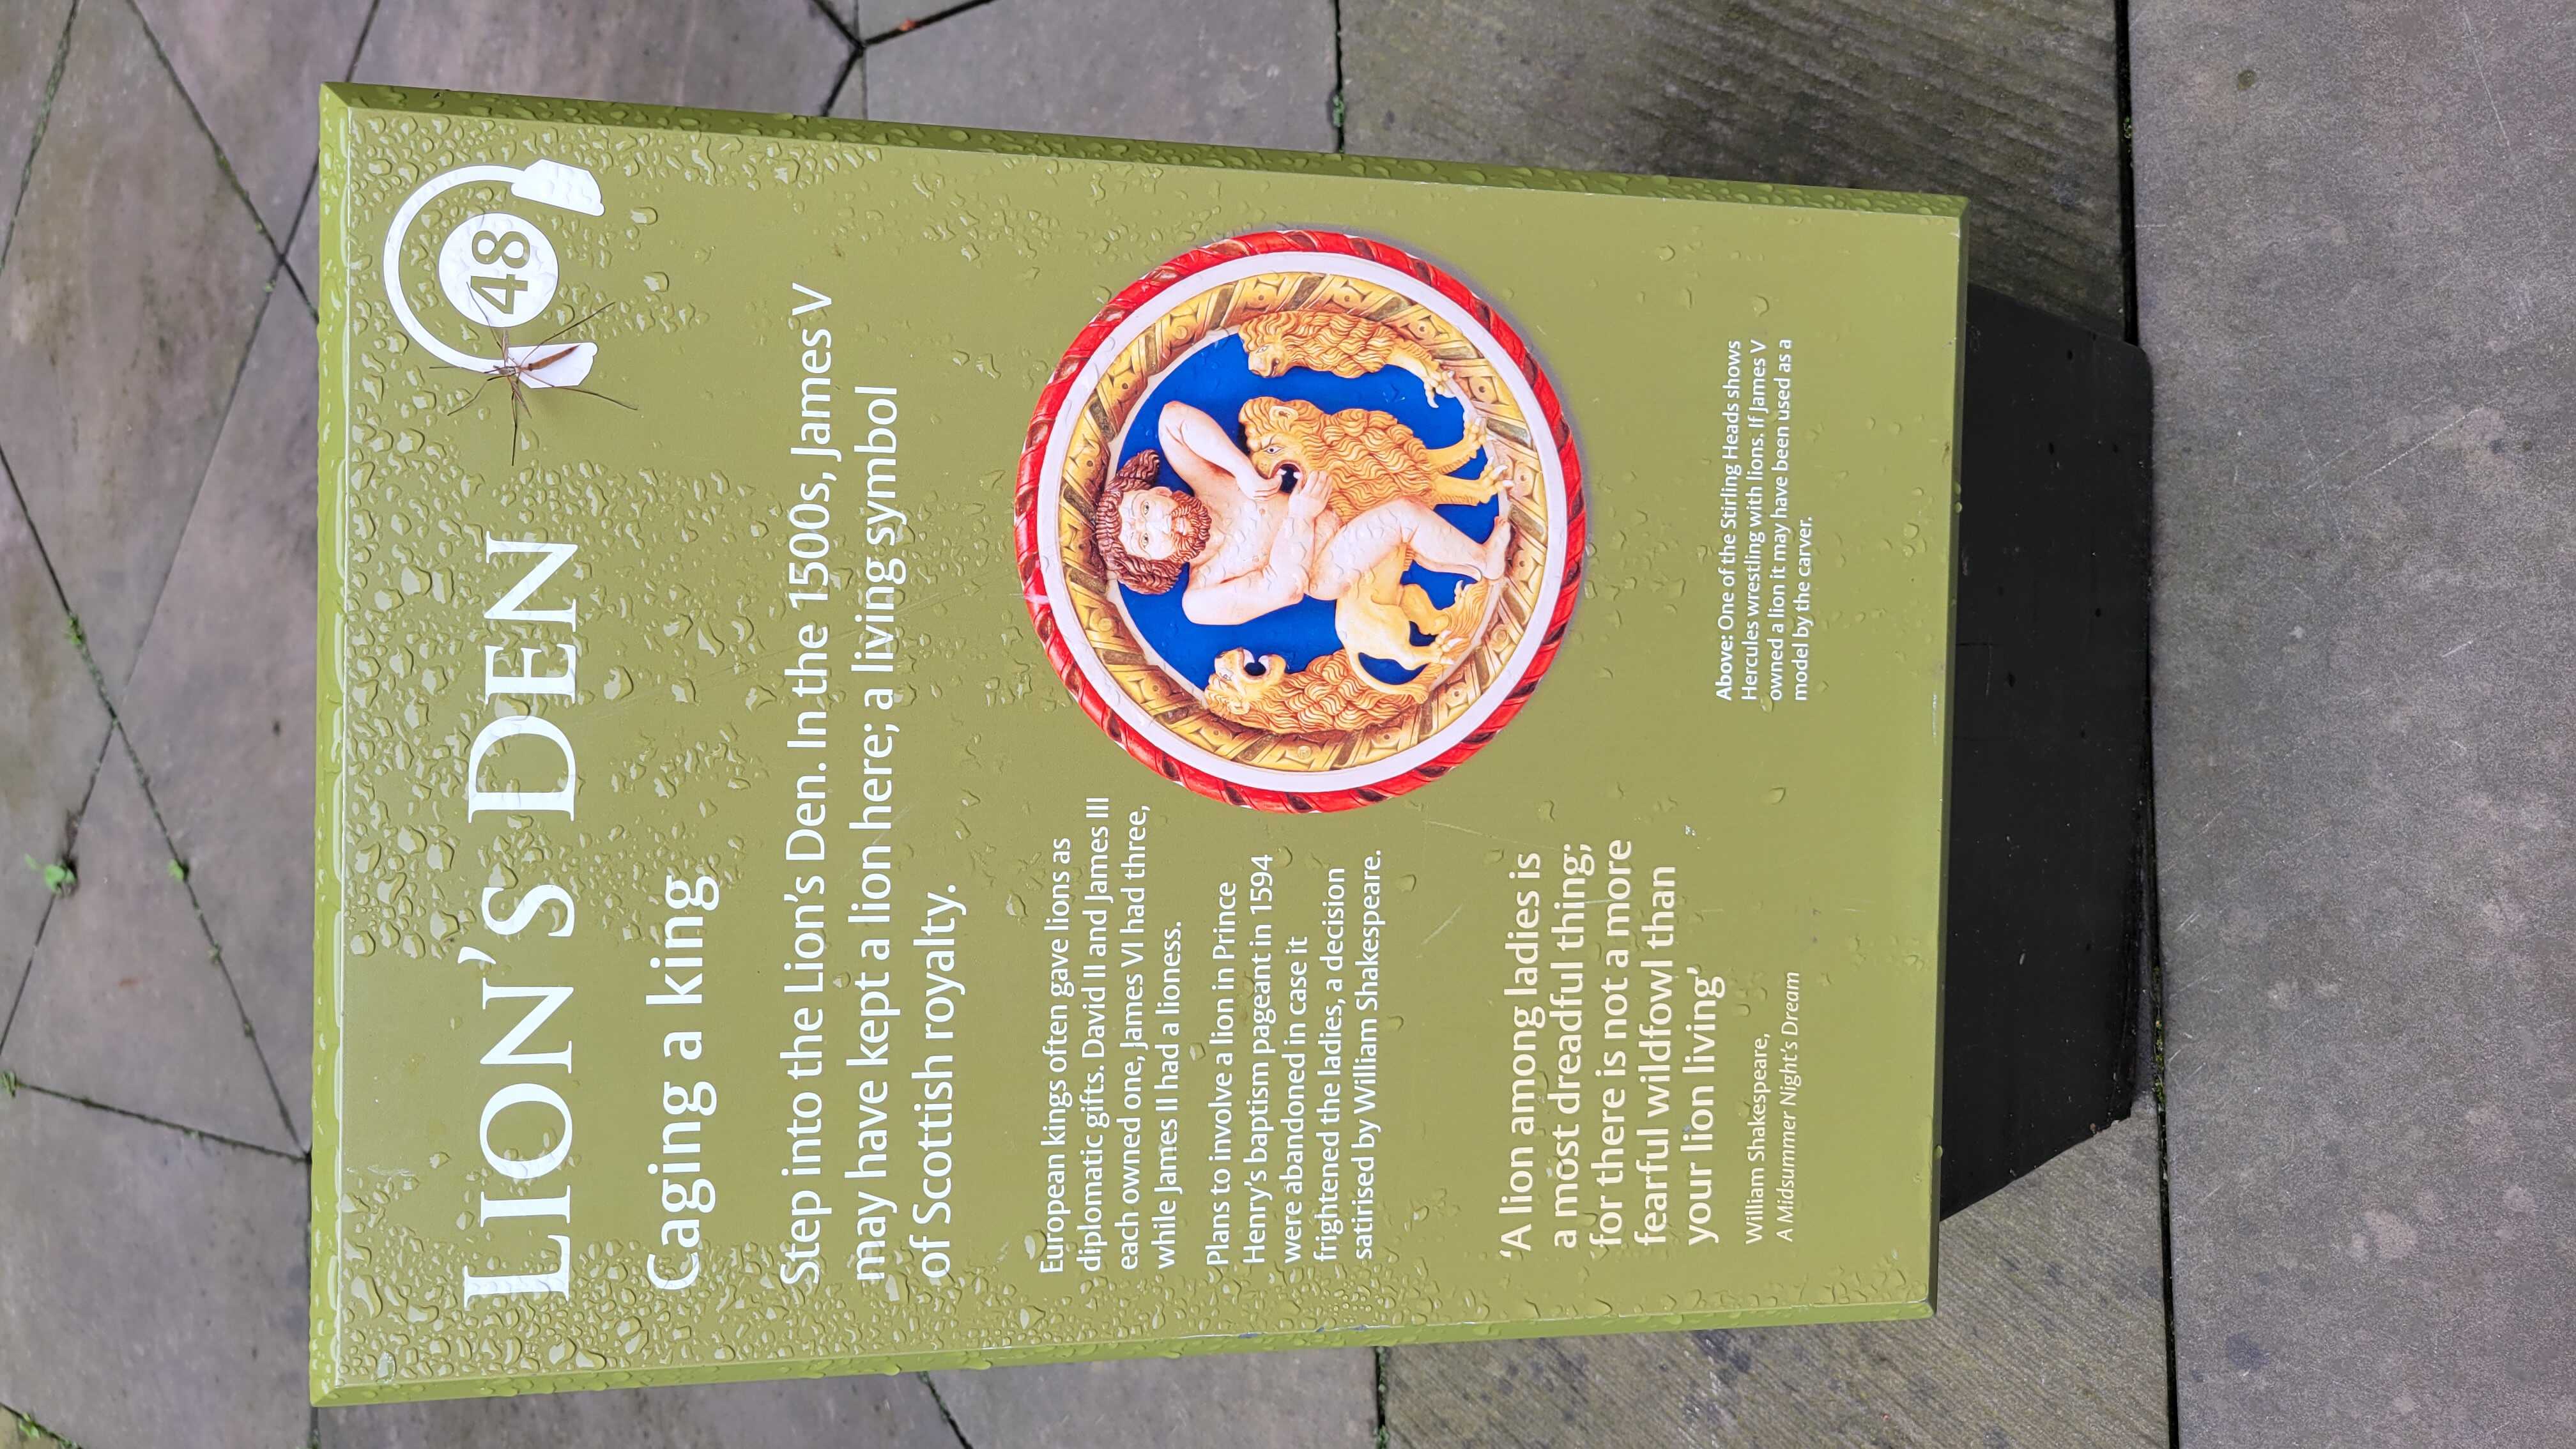 LION'S DEN
48
Caging a king
Step into the Lion's Den. In the 1500s, James V
may have kept a lion here; a living symbol
of Scottish royalty.
European kings often gave lions as
diplomatic gifts. David II and James III
each owned one, James VI had three,
while James II had a lioness.
Plans to involve a lion in Prince
Henry's baptism pageant in 1594
were abandoned in case it
frightened the ladies, a decision
satirised by William Shakespeare.
'A lion among ladies is
a most dreadful thing;
for there is not a more
fearful wildfowl than
your lion living'
William Shakespeare,
A Midsummer Night's Dream
Above: One of the Stirling Heads shows
Hercules wrestling with lions. If James V
owned a lion it may have been used as a
model by the carver.